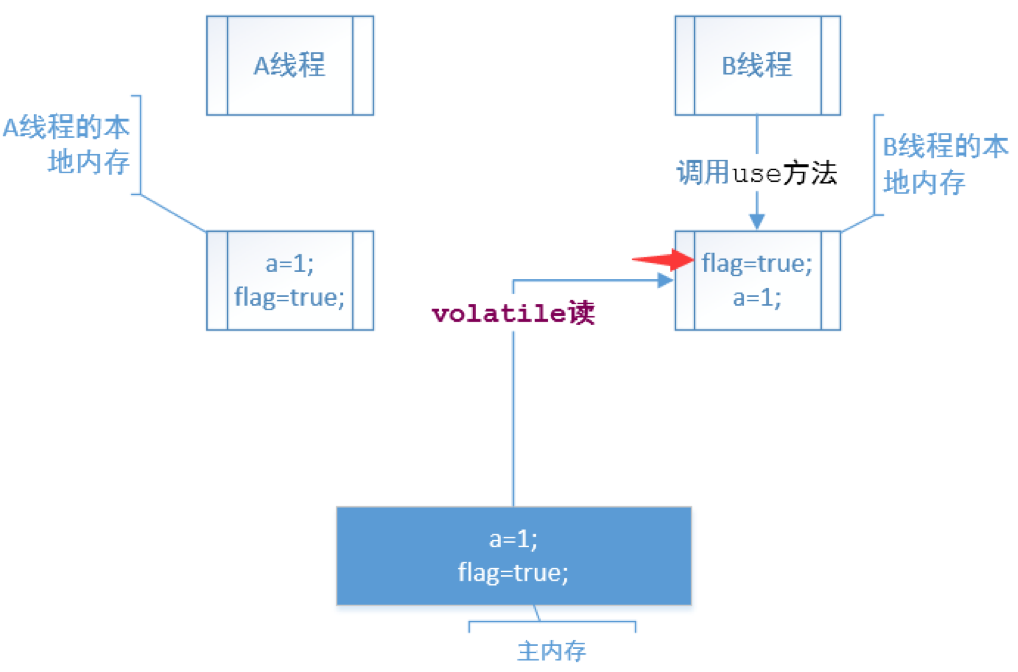 A线程
B线程
A线程的本
地内存
调用use方法
B线程的本
地内存
a=1;
flag=true;
flag=true;
a=1;
volatile读
a=1;
flag=true;
主内存